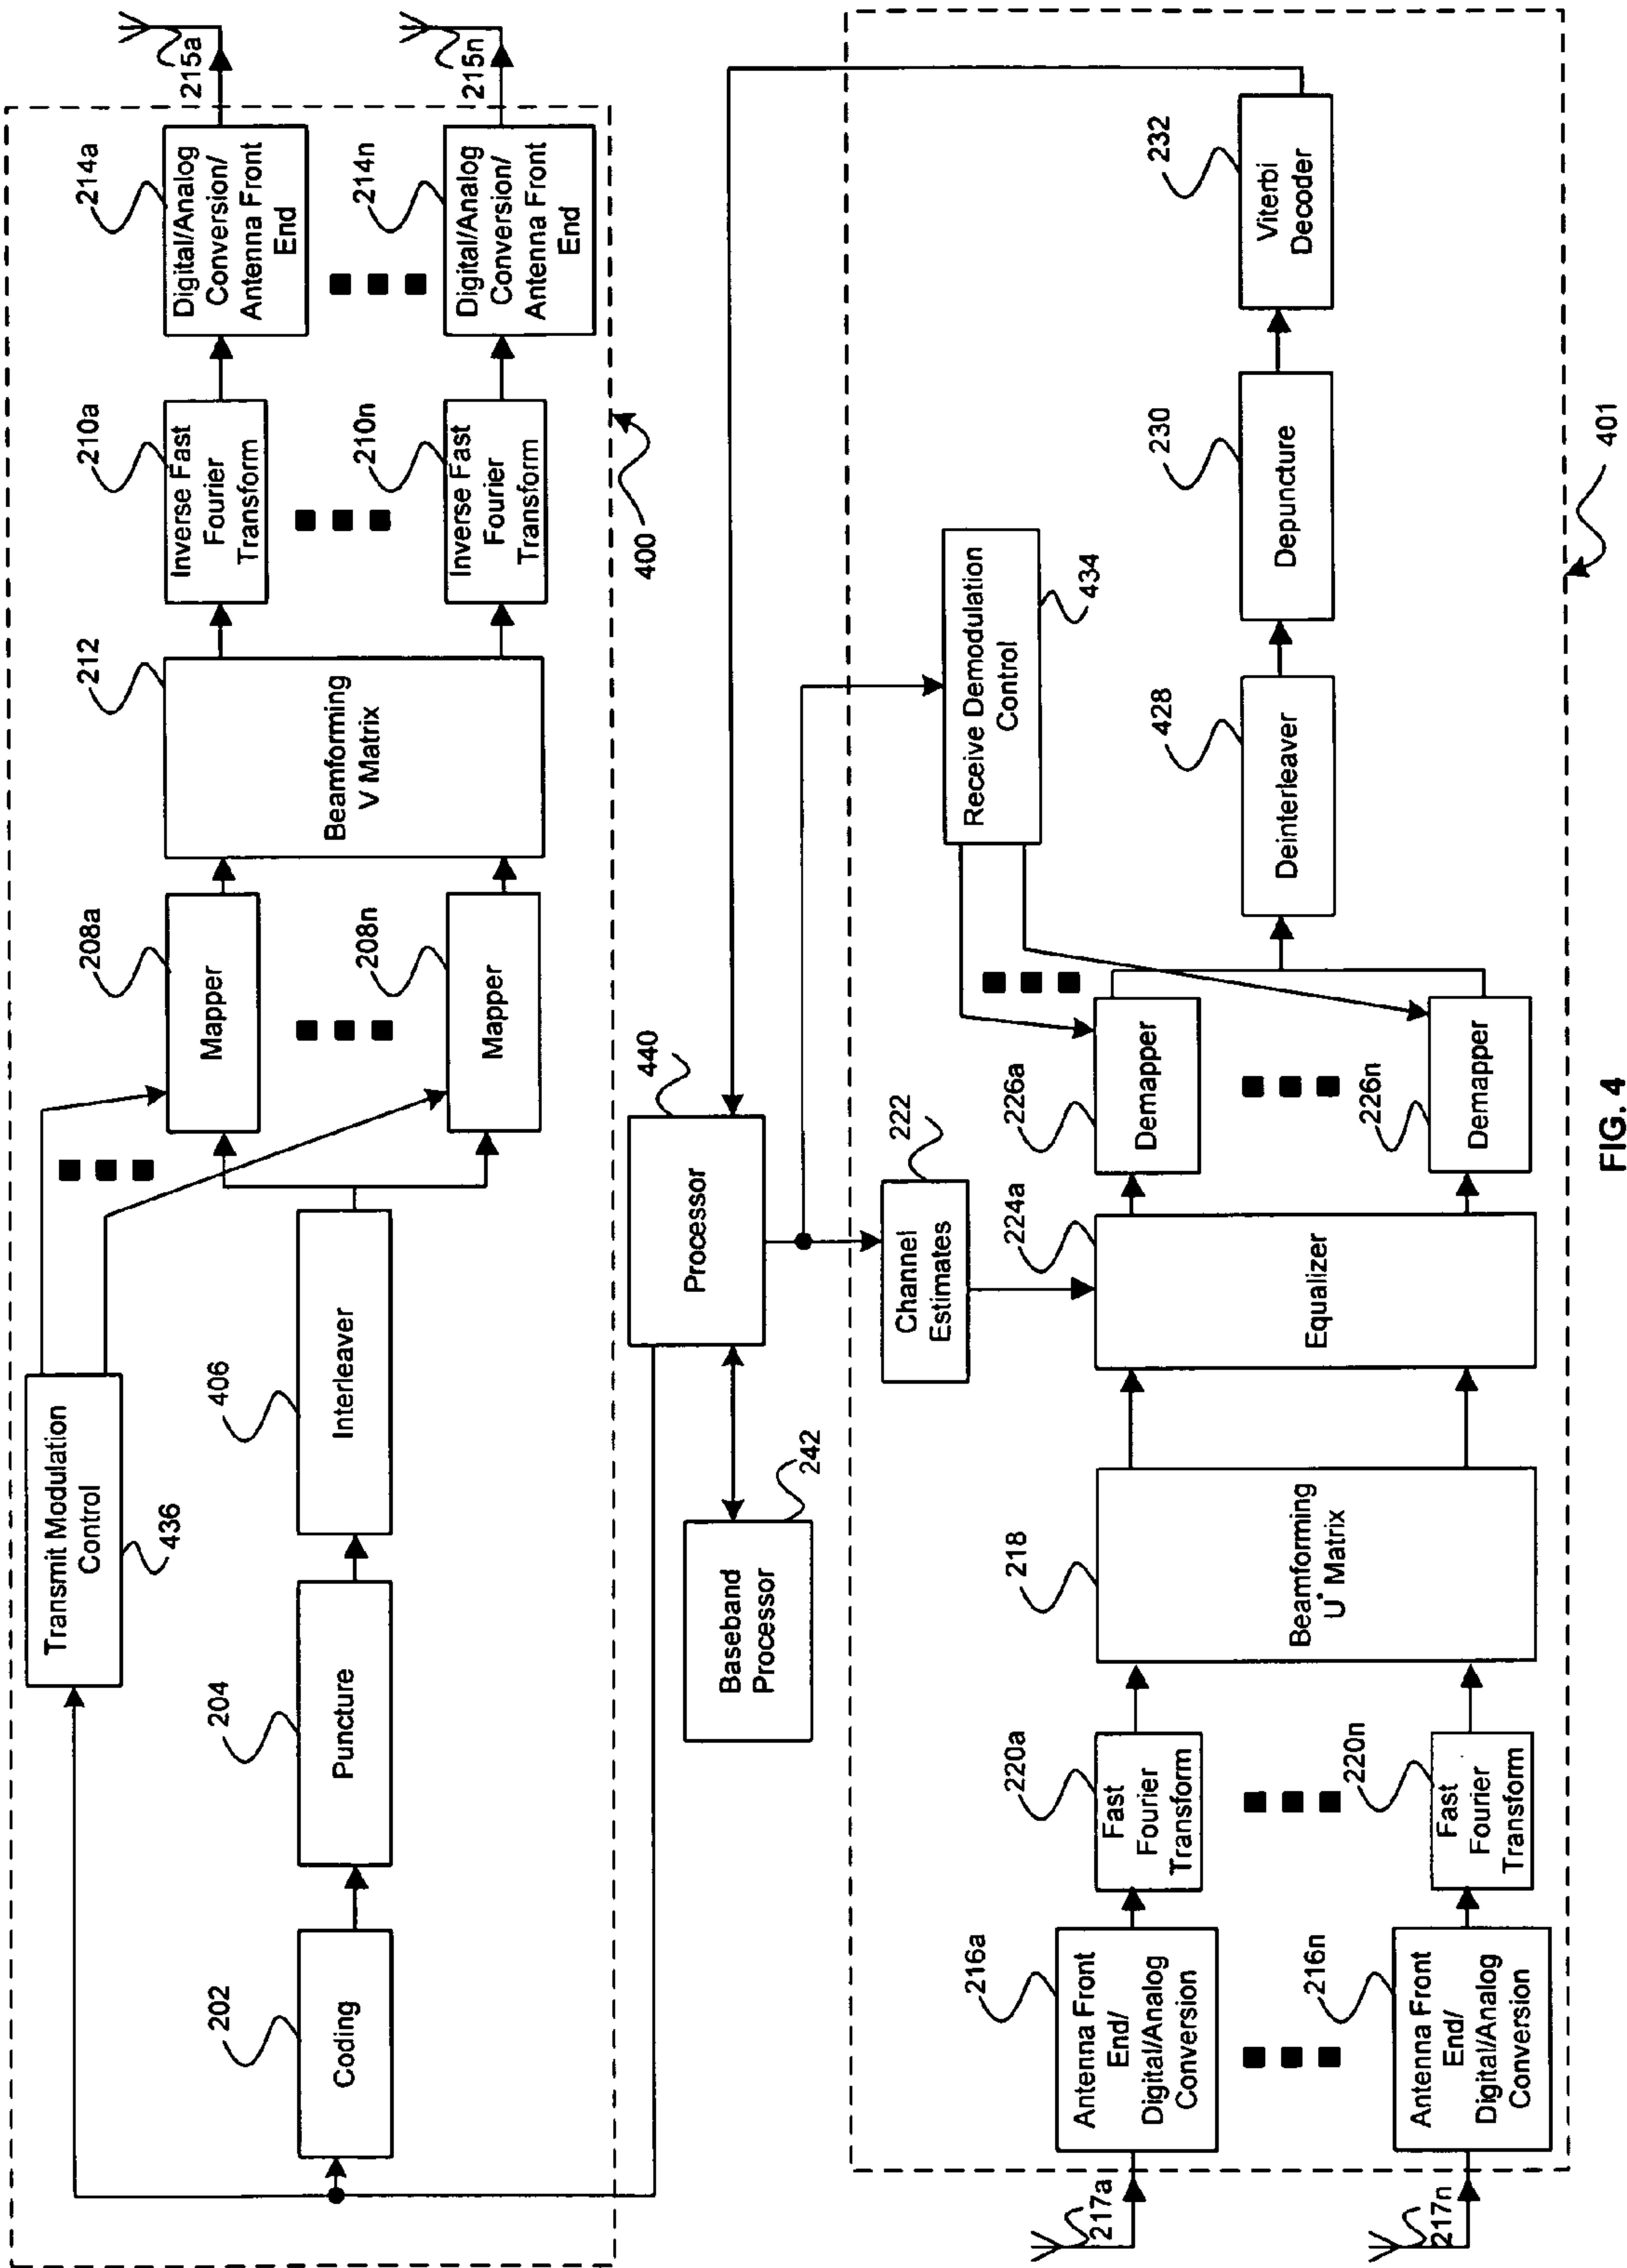 Transmit Modulation
Control
436
202
Coding
204
Puncture
406
Interleaver
208a
Mapper
208n
Mapper
212
Beamforming
V Matrix
210a
Inverse Fast
Fourier
Transform
210n
Inverse Fast
Fourier
Transform
214a
Digital/Analog
Conversion/
Antenna Front
End
214n
Digital/Analog
Conversion/
Antenna Front
End
215a
215n
400
Baseband
Processor
242
Processor
440
217a
217n
216a
Antenna Front
End/
Digital/Analog
Conversion
216n
Antenna Front
End/
Digital/Analog
Conversion
220a
Fast
Fourier
Transform
220n
Fast
Fourier
Transform
218
Beamforming
U* Matrix
Channel
Estimates
222
224a
Equalizer
226a
Demapper
226n
Demapper
Receive Demodulation
Control
434
428
Deinterleaver
230
Depuncture
232
Viterbi
Decoder
401
FIG. 4